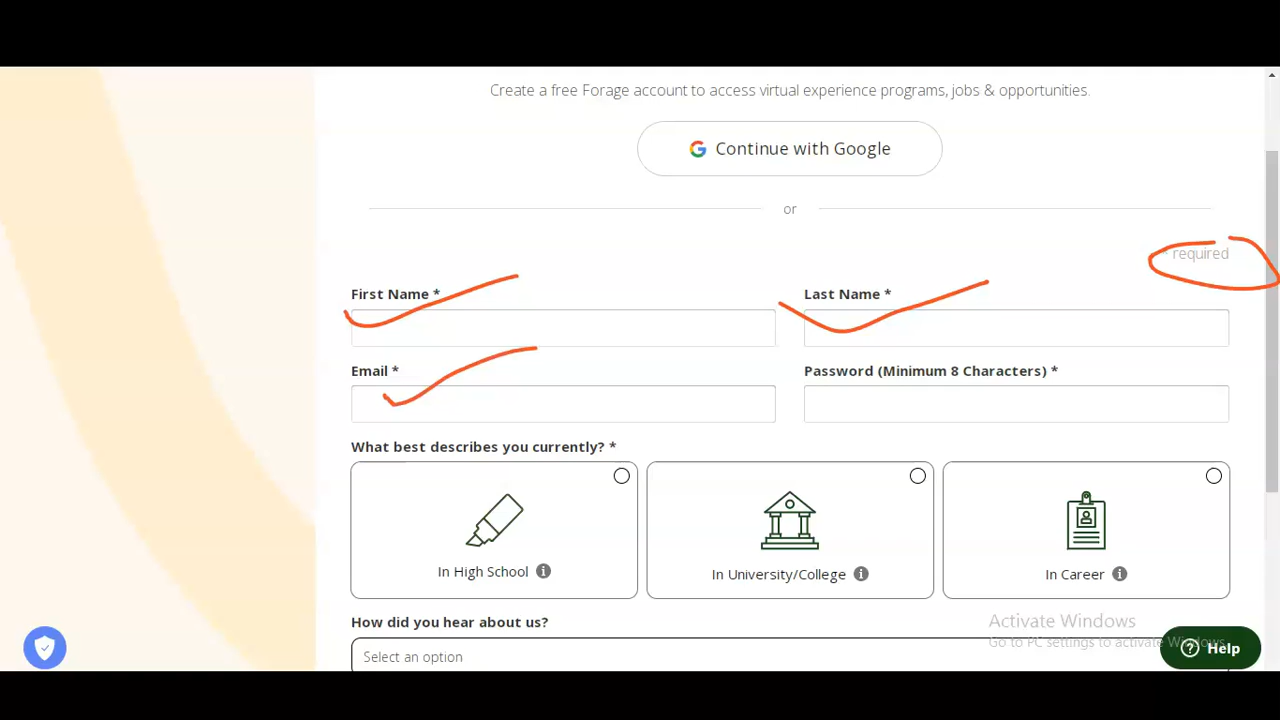 Create a free Forage account to access virtual experience programs, jobs & opportunities.
Continue with Google
or
* required
First Name *
Last Name *
Email *
Password (Minimum 8 Characters) *
What best describes you currently? *
In High School
In University/College
In Career
How did you hear about us?
Select an option
Activate Windows
Go to PC settings to activate Windows.
Help